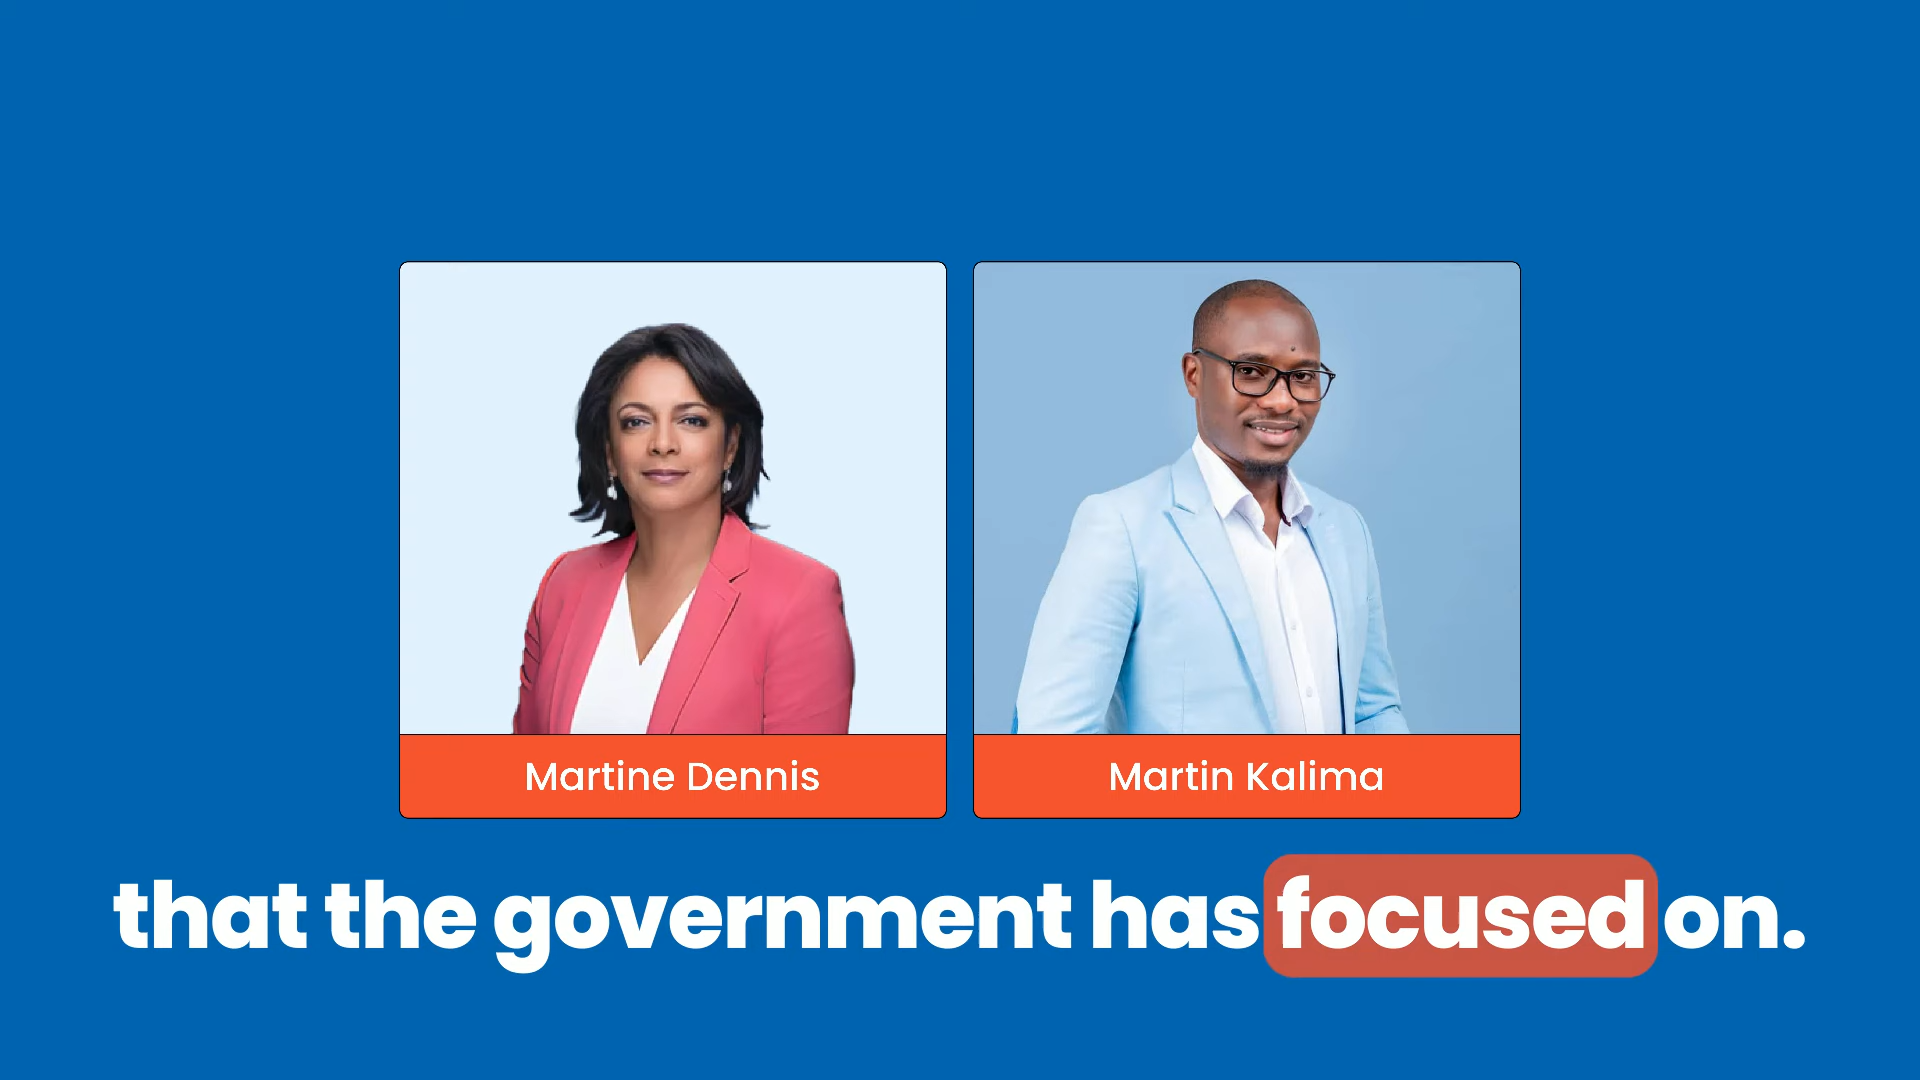 Martine Dennis
Martin Kalima
that the government has focused on.